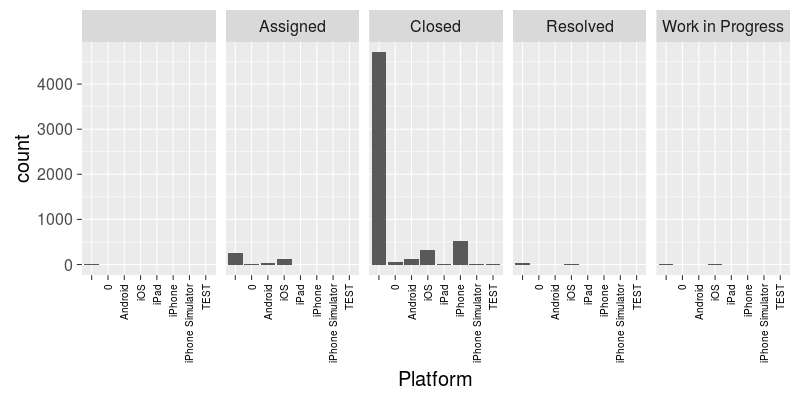 Assigned Closed Resolved Work in Progress
count
4000
3000
2000
1000
0
0 Android iOS iPad iPhone iPhone Simulator TEST
0 Android iOS iPad iPhone iPhone Simulator TEST
0 Android iOS iPad iPhone iPhone Simulator TEST
0 Android iOS iPad iPhone iPhone Simulator TEST
0 Android iOS iPad iPhone iPhone Simulator TEST
Platform